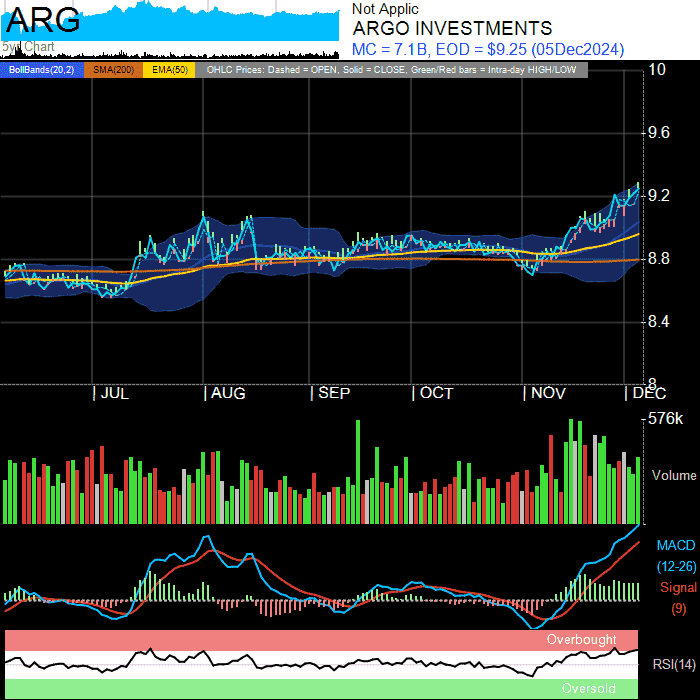 ARG
5yr Chart
Not Applic
ARGO INVESTMENTS
MC = 7.1B, EOD = $9.25 (05Dec2024)
BollBands(20,2) SMA(200) EMA(50) OHLC Prices: Dashed = OPEN, Solid = CLOSE, Green/Red bars = Intra-day HIGH/LOW
10
9.6
9.2
8.8
8.4
8
| JUL | AUG | SEP | OCT | NOV | DEC
576k
Volume
MACD
(12-26)
Signal
(9)
Overbought
RSI(14)
Oversold